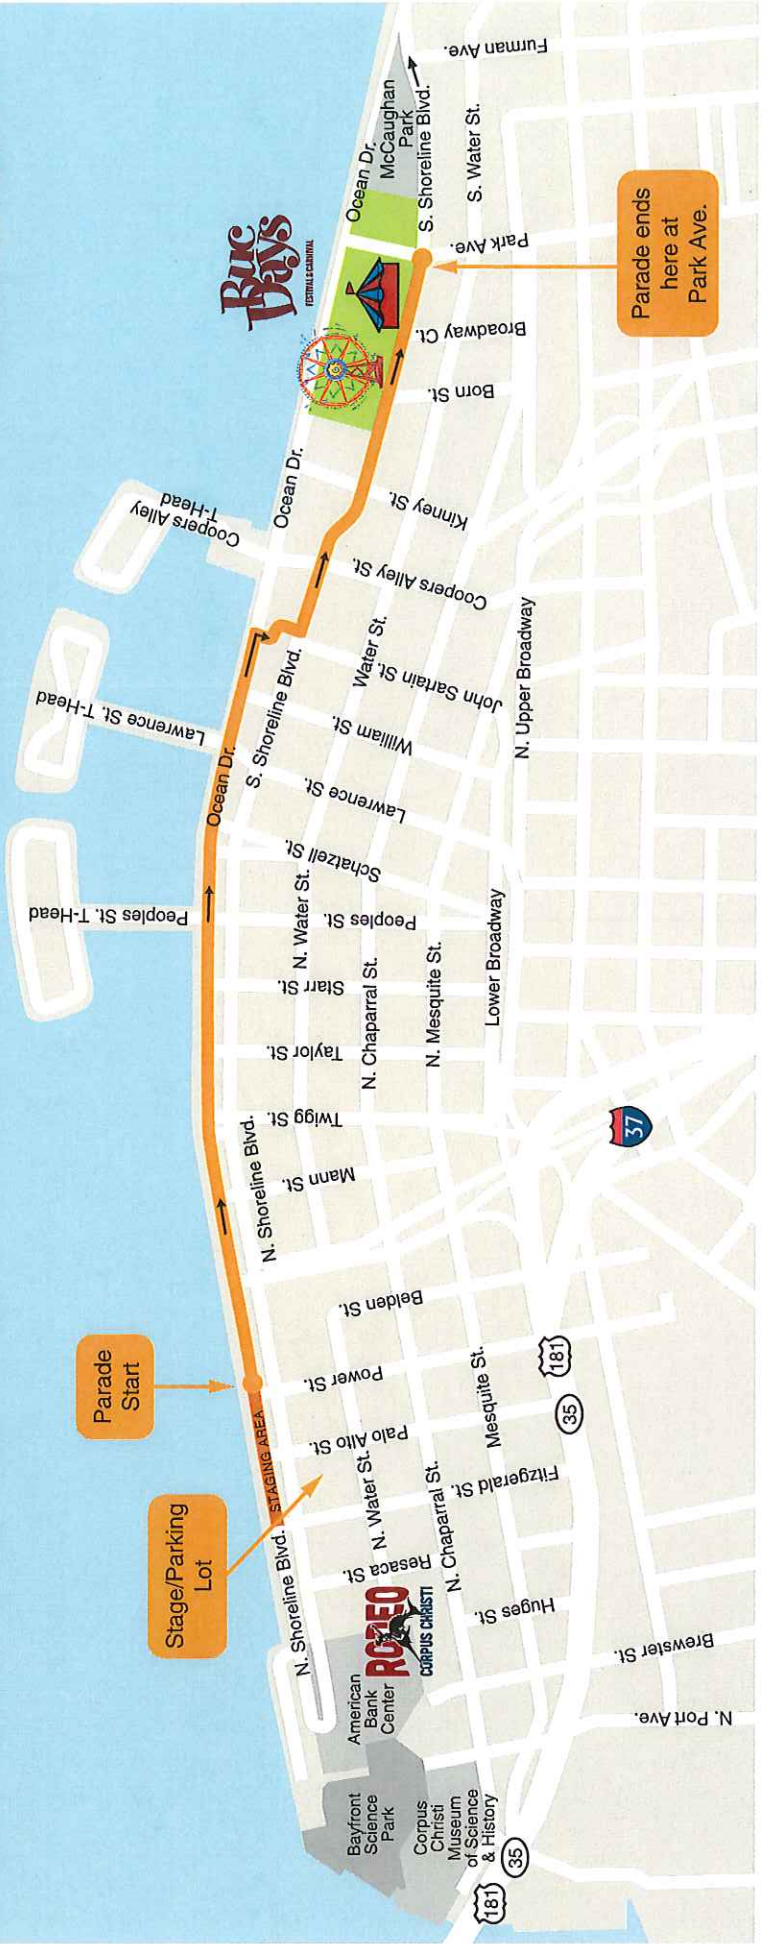 Stage/Parking
Lot
Parade
Start
STAGING AREA
N. Shoreline Blvd.
N. Shoreline Blvd.
Ocean Dr.
S. Shoreline Blvd.
Ocean Dr.
Ocean Dr.
S. Shoreline Blvd.
Peoples St. T-Head
Lawrence St. T-Head
Coopers Alley
T-Head
Buc
Days
FESTIVAL & CARNIVAL
McCaughan
Park
Parade ends
here at
Park Ave.
Bayfront
Science
Park
American
Bank
Center
Corpus
Christi
Museum
of Science
& History
RODEO
CORPUS CHRISTI
181
35
181
35
37
N. Port Ave.
Brewster St.
Huges St.
Resaca St.
Fitzgerald St.
Palo Alto St.
Power St.
Belden St.
Mann St.
Twigg St.
Taylor St.
Starr St.
Peoples St.
Schatzell St.
Lawrence St.
William St.
John Sartain St.
Coopers Alley St.
Kinney St.
Born St.
Broadway Ct.
Park Ave.
Furman Ave.
N. Water St.
N. Chaparral St.
Mesquite St.
N. Water St.
N. Chaparral St.
N. Mesquite St.
Lower Broadway
N. Upper Broadway
Water St.
S. Water St.